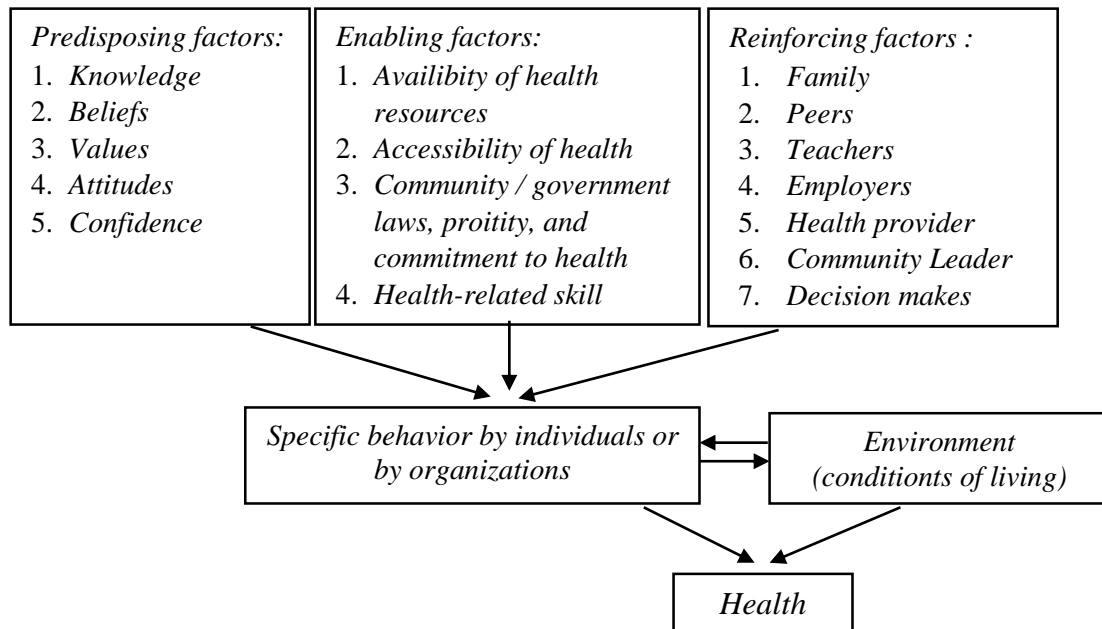 Predisposing factors:
1. Knowledge
2. Beliefs
3. Values
4. Attitudes
5. Confidence
Enabling factors:
1. Availibity of health
resources
2. Accessibility of health
3. Community / government
laws, proitity, and
commitment to health
4. Health-related skill
Reinforcing factors :
1. Family
2. Peers
3. Teachers
4. Employers
5. Health provider
6. Community Leader
7. Decision makes
Specific behavior by individuals or
by organizations
Environment
(conditionts of living)
Health